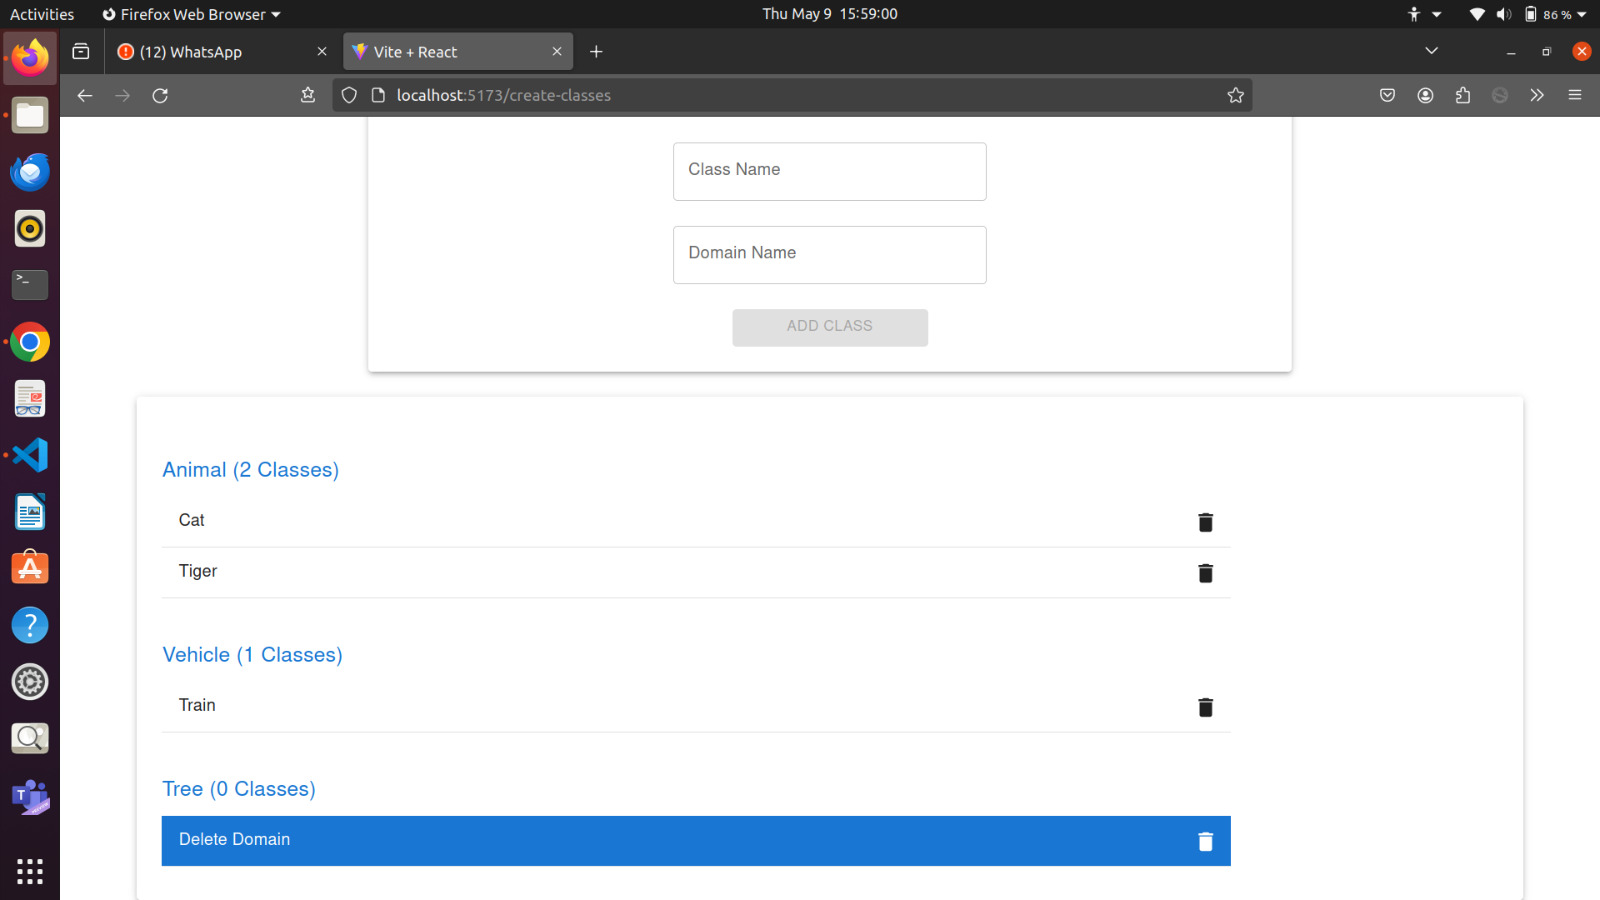 Activities Firefox Web Browser Thu May 9 15:59:00 86 %
(12) WhatsApp Vite + React
localhost:5173/create-classes
Class Name
Domain Name
ADD CLASS
Animal (2 Classes)
Cat
Tiger
Vehicle (1 Classes)
Train
Tree (0 Classes)
Delete Domain